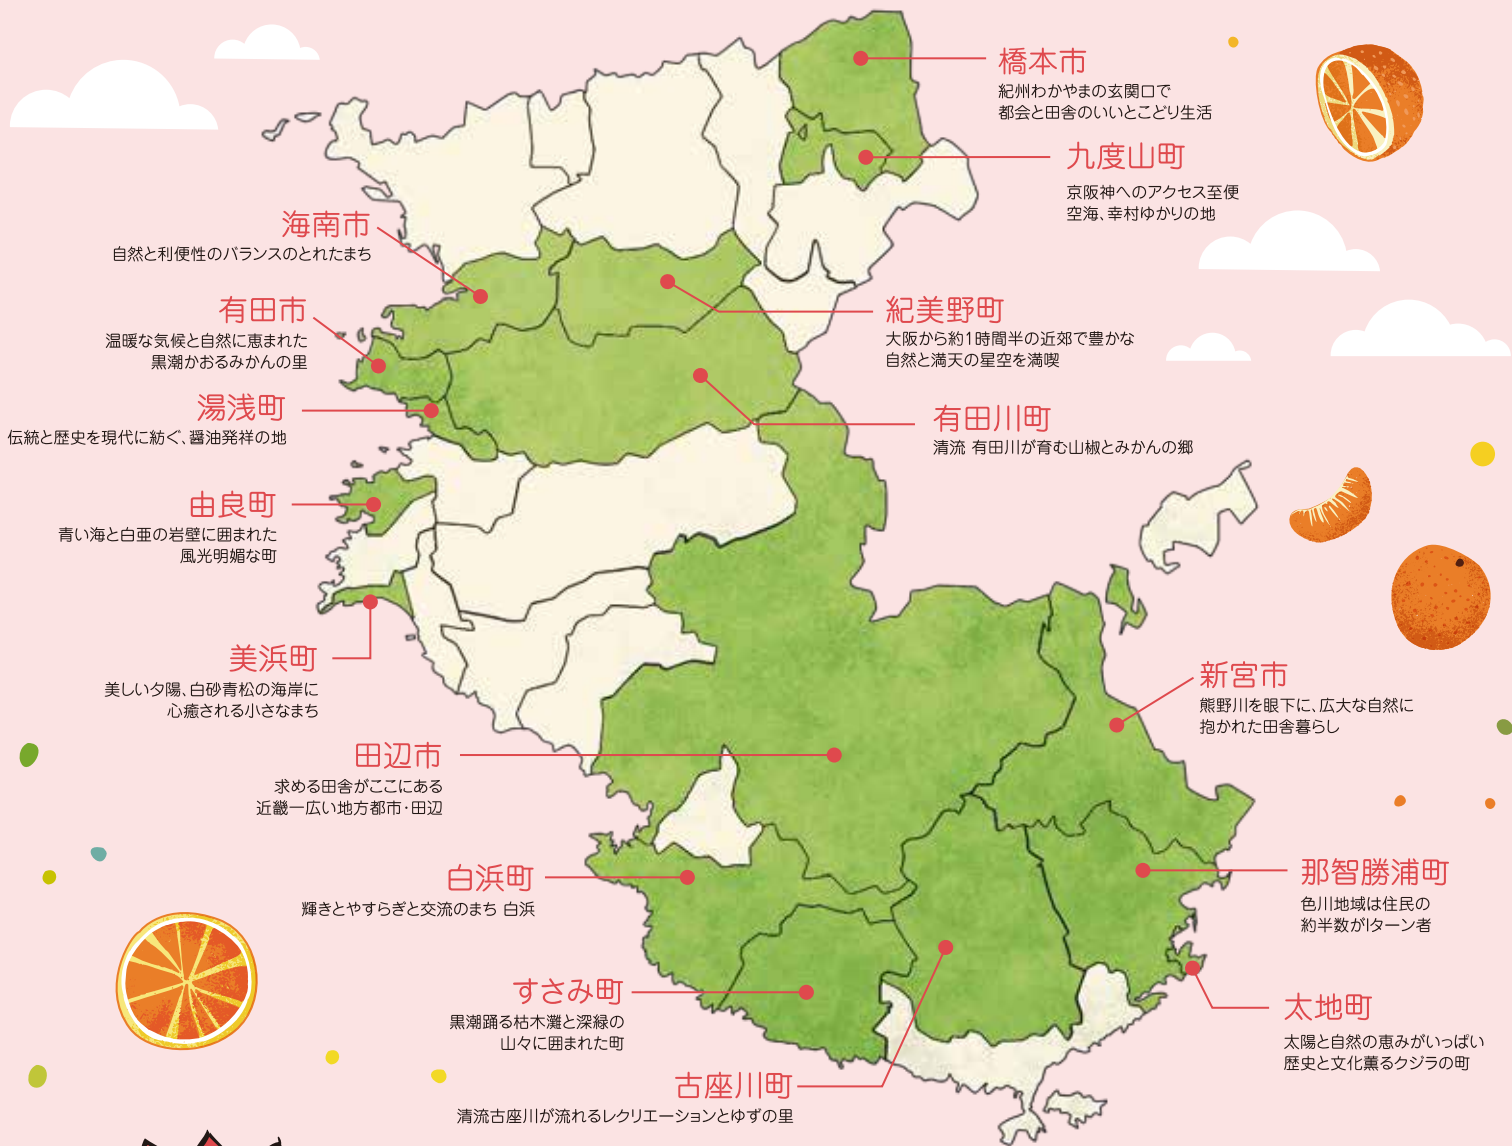 橋本市
紀州わかやまの玄関口で
都会と田舎のいいとこどり生活
九度山町
京阪神へのアクセス至便
空海、幸村ゆかりの地
海南市
自然と利便性のバランスのとれたまち
有田市
温暖な気候と自然に恵まれた
黒潮かおるみかんの里
紀美野町
大阪から約1時間半の近郊で豊かな
自然と満天の星空を満喫
湯浅町
伝統と歴史を現代に紡ぐ、醤油発祥の地
有田川町
清流 有田川が育む山椒とみかんの郷
由良町
青い海と白亜の岩壁に囲まれた
風光明媚な町
美浜町
美しい夕陽、白砂青松の海岸に
心癒される小さなまち
新宮市
熊野川を眼下に、広大な自然に
抱かれた田舎暮らし
田辺市
求める田舎がここにある
近畿一広い地方都市・田辺
白浜町
輝きとやすらぎと交流のまち 白浜
那智勝浦町
色川地域は住民の
約半数がIターン者
すさみ町
黒潮踊る枯木灘と深緑の
山々に囲まれた町
太地町
太陽と自然の恵みがいっぱい
歴史と文化薫るクジラの町
古座川町
清流古座川が流れるレクリエーションとゆずの里